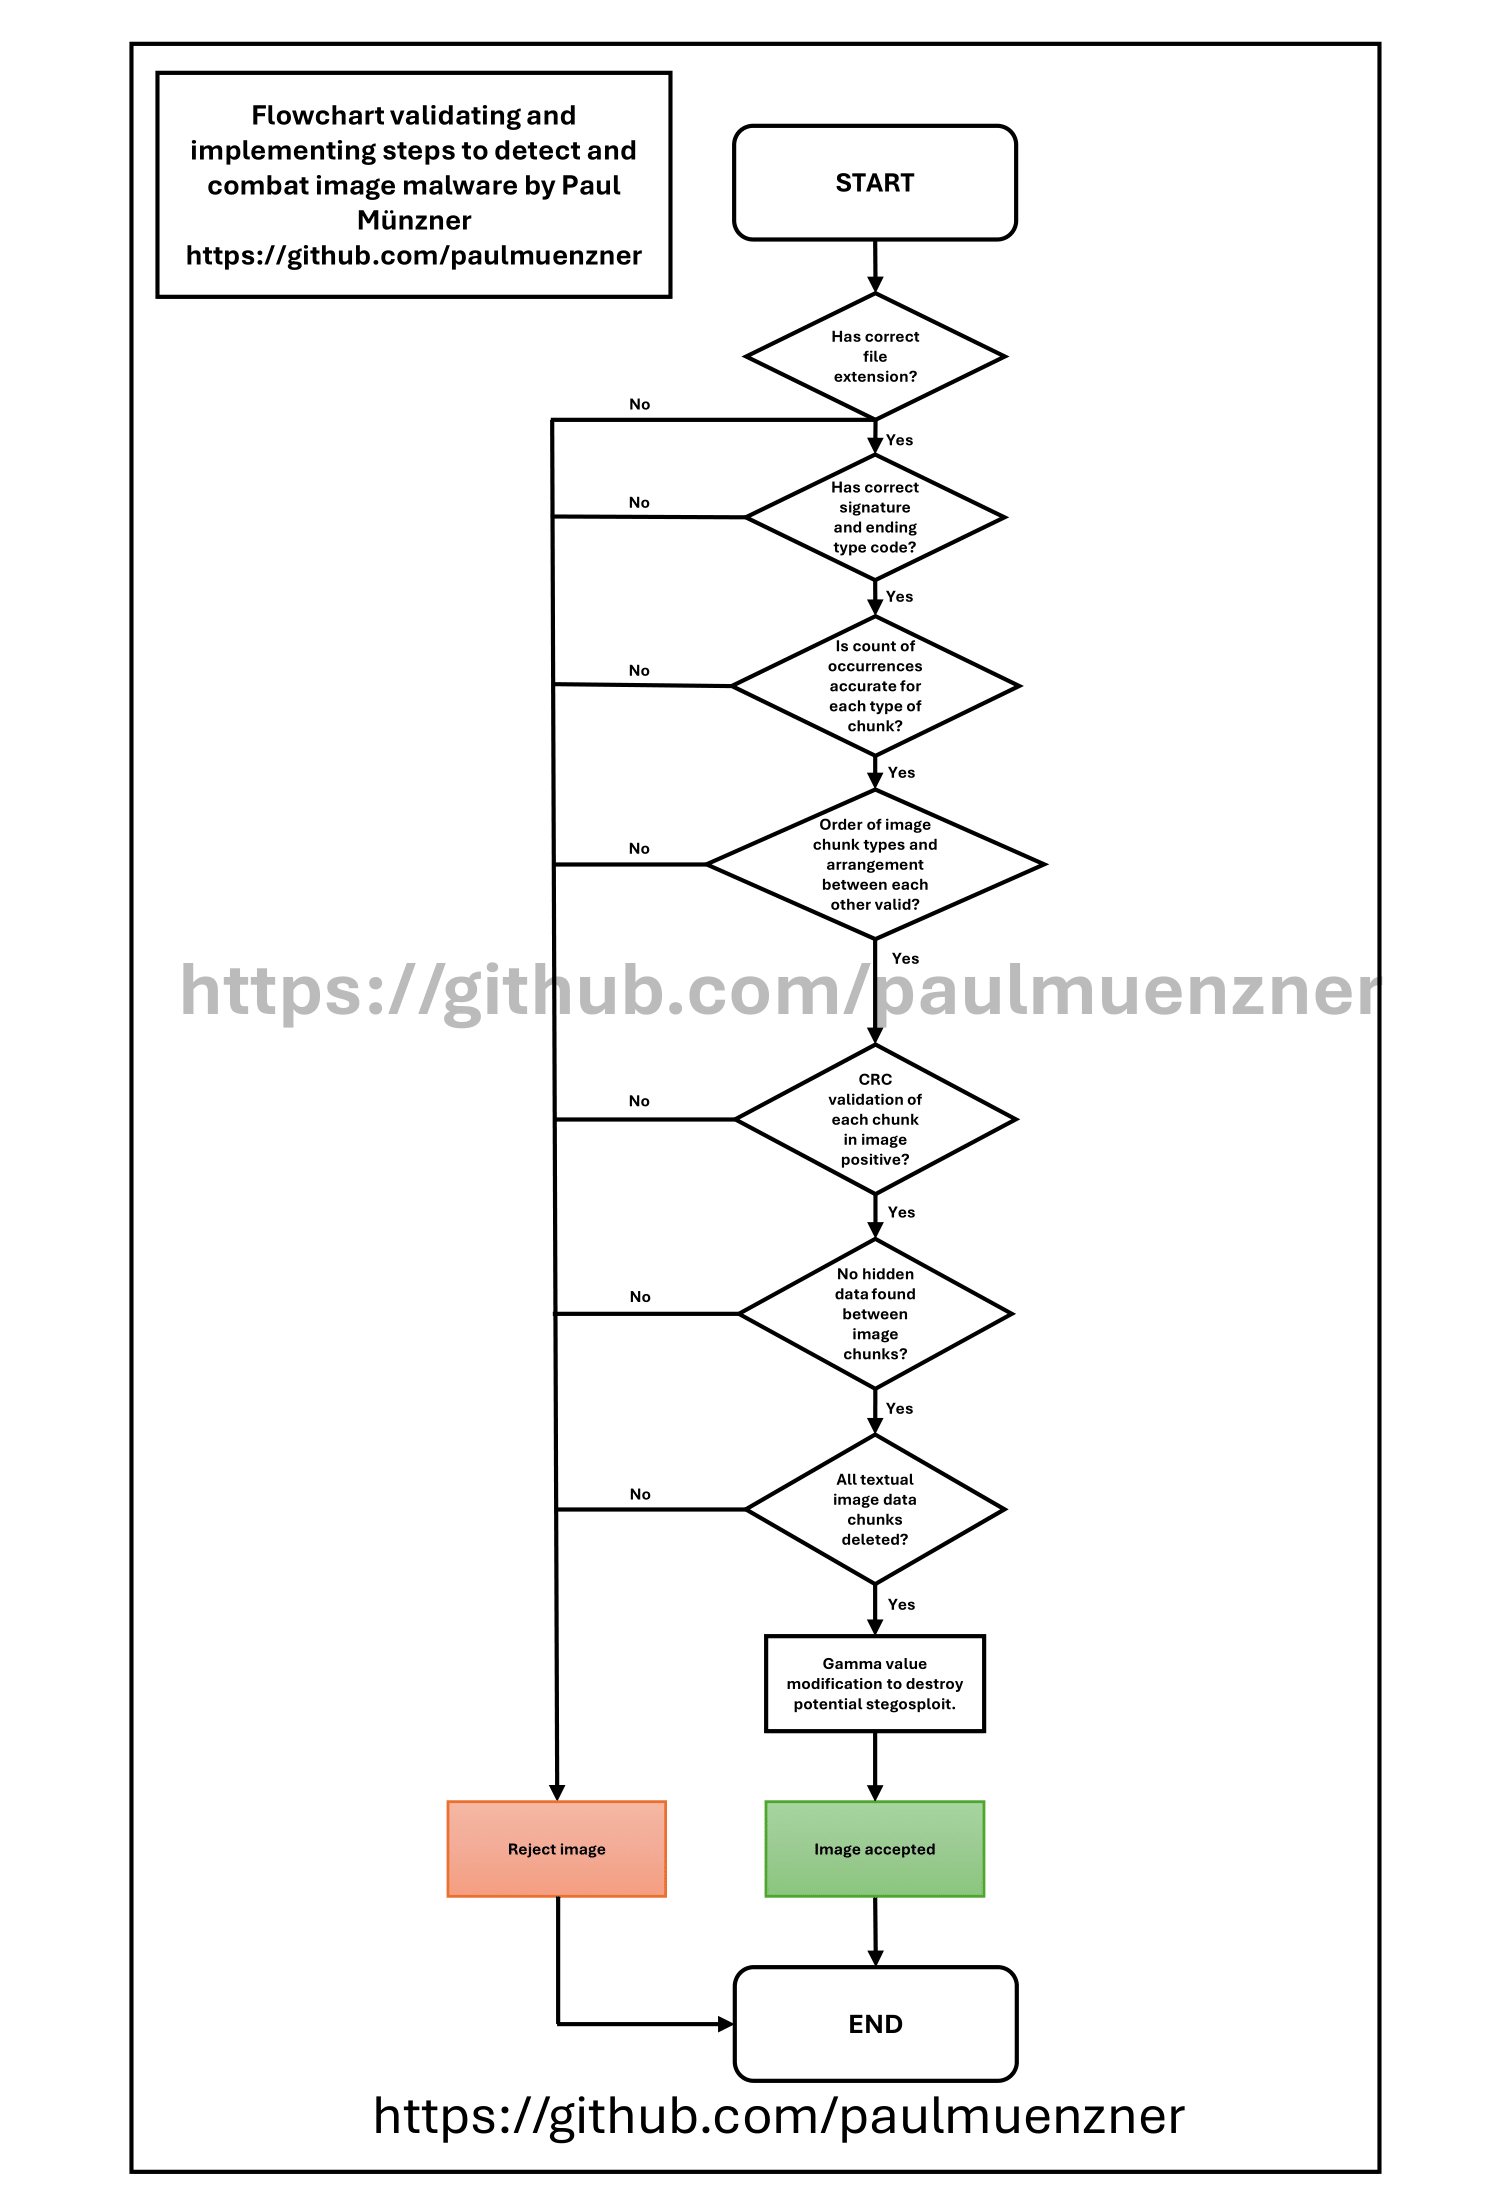 Flowchart validating and
implementing steps to detect and
combat image malware by Paul
Münzner
https://github.com/paulmuenzner
START
Has correct
file
extension?
No
Yes
Has correct
signature
and ending
type code?
No
Yes
Is count of
occurrences
accurate for
each type of
chunk?
No
Yes
Order of image
chunk types and
arrangement
between each
other valid?
No
Yes
https://github.com/paulmuenzner
CRC
validation of
each chunk
in image
positive?
No
Yes
No hidden
data found
between
image
chunks?
No
Yes
All textual
image data
chunks
deleted?
No
Yes
Gamma value
modification to destroy
potential stegosploit.
Reject image
Image accepted
END
https://github.com/paulmuenzner